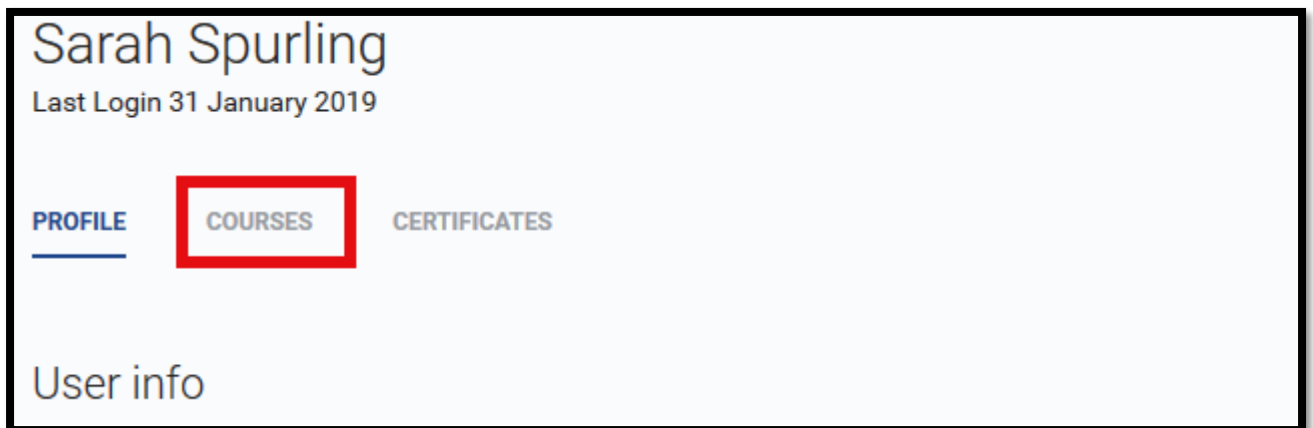 Sarah Spurling
Last Login 31 January 2019
PROFILE COURSES CERTIFICATES
User info